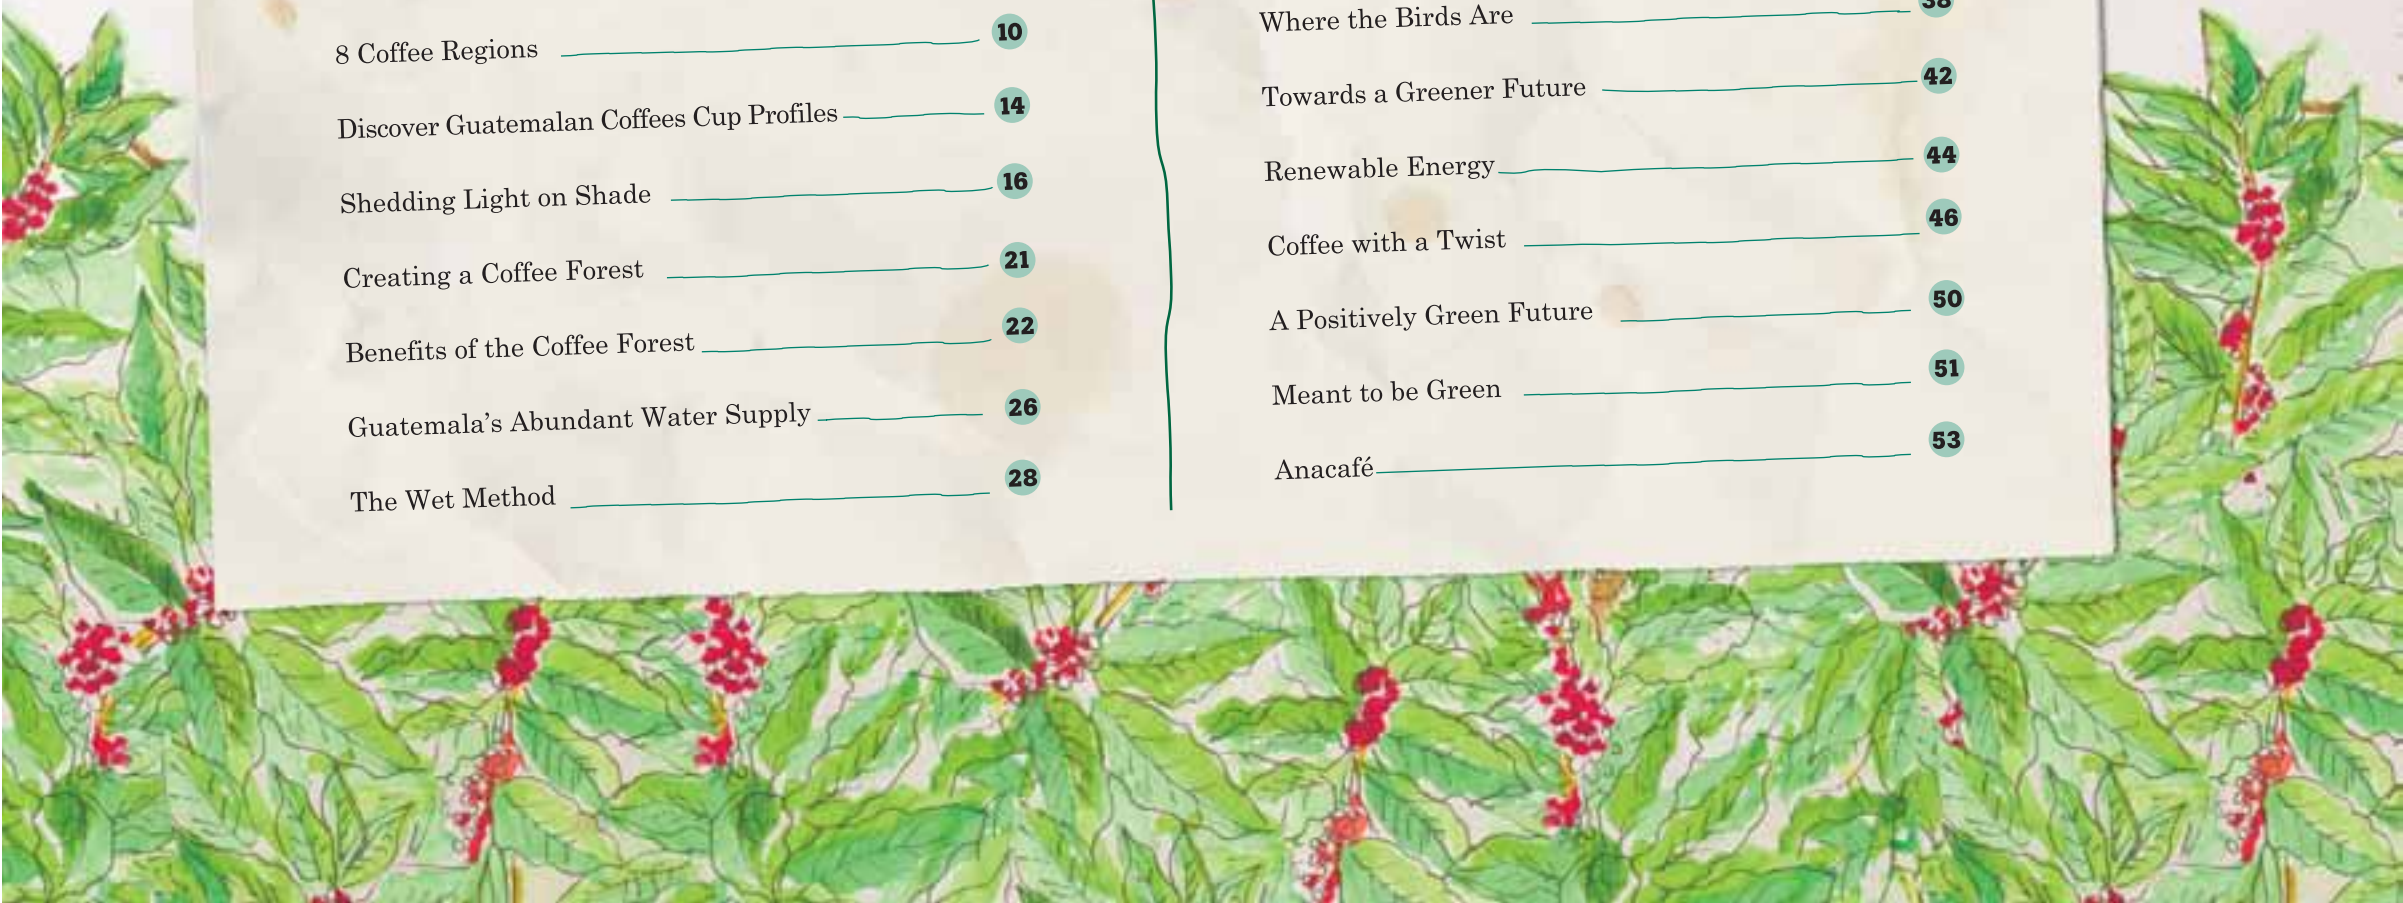 8 Coffee Regions 10
Discover Guatemalan Coffees Cup Profiles 14
Shedding Light on Shade 16
Creating a Coffee Forest 21
Benefits of the Coffee Forest 22
Guatemala's Abundant Water Supply 26
The Wet Method 28
Where the Birds Are 38
Towards a Greener Future 42
Renewable Energy 44
Coffee with a Twist 46
A Positively Green Future 50
Meant to be Green 51
Anacafé 53